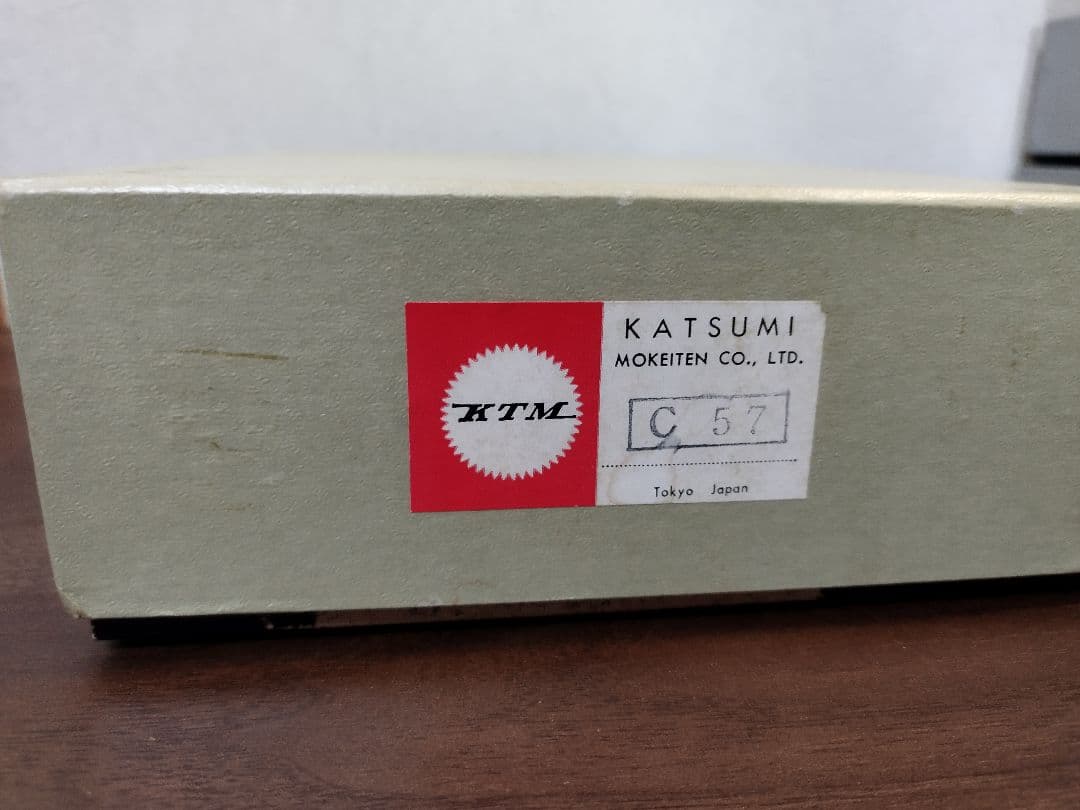 KTM
KATSUMI
MOKEITEN CO., LTD.
C 57
Tokyo Japan